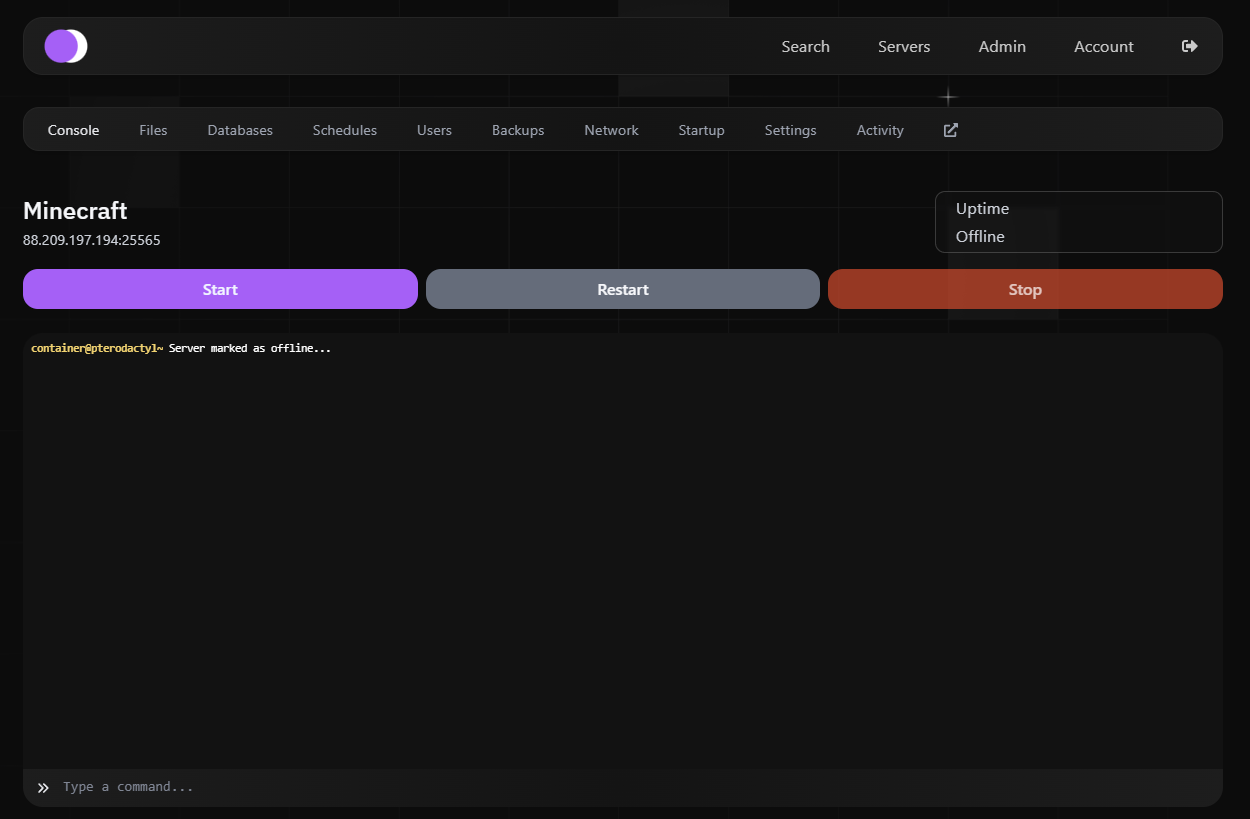 Search Servers Admin Account
Console Files Databases Schedules Users Backups Network Startup Settings Activity
Minecraft
88.209.197.194:25565
Uptime
Offline
Start Restart Stop
container@pterodactyl~ Server marked as offline...
Type a command...